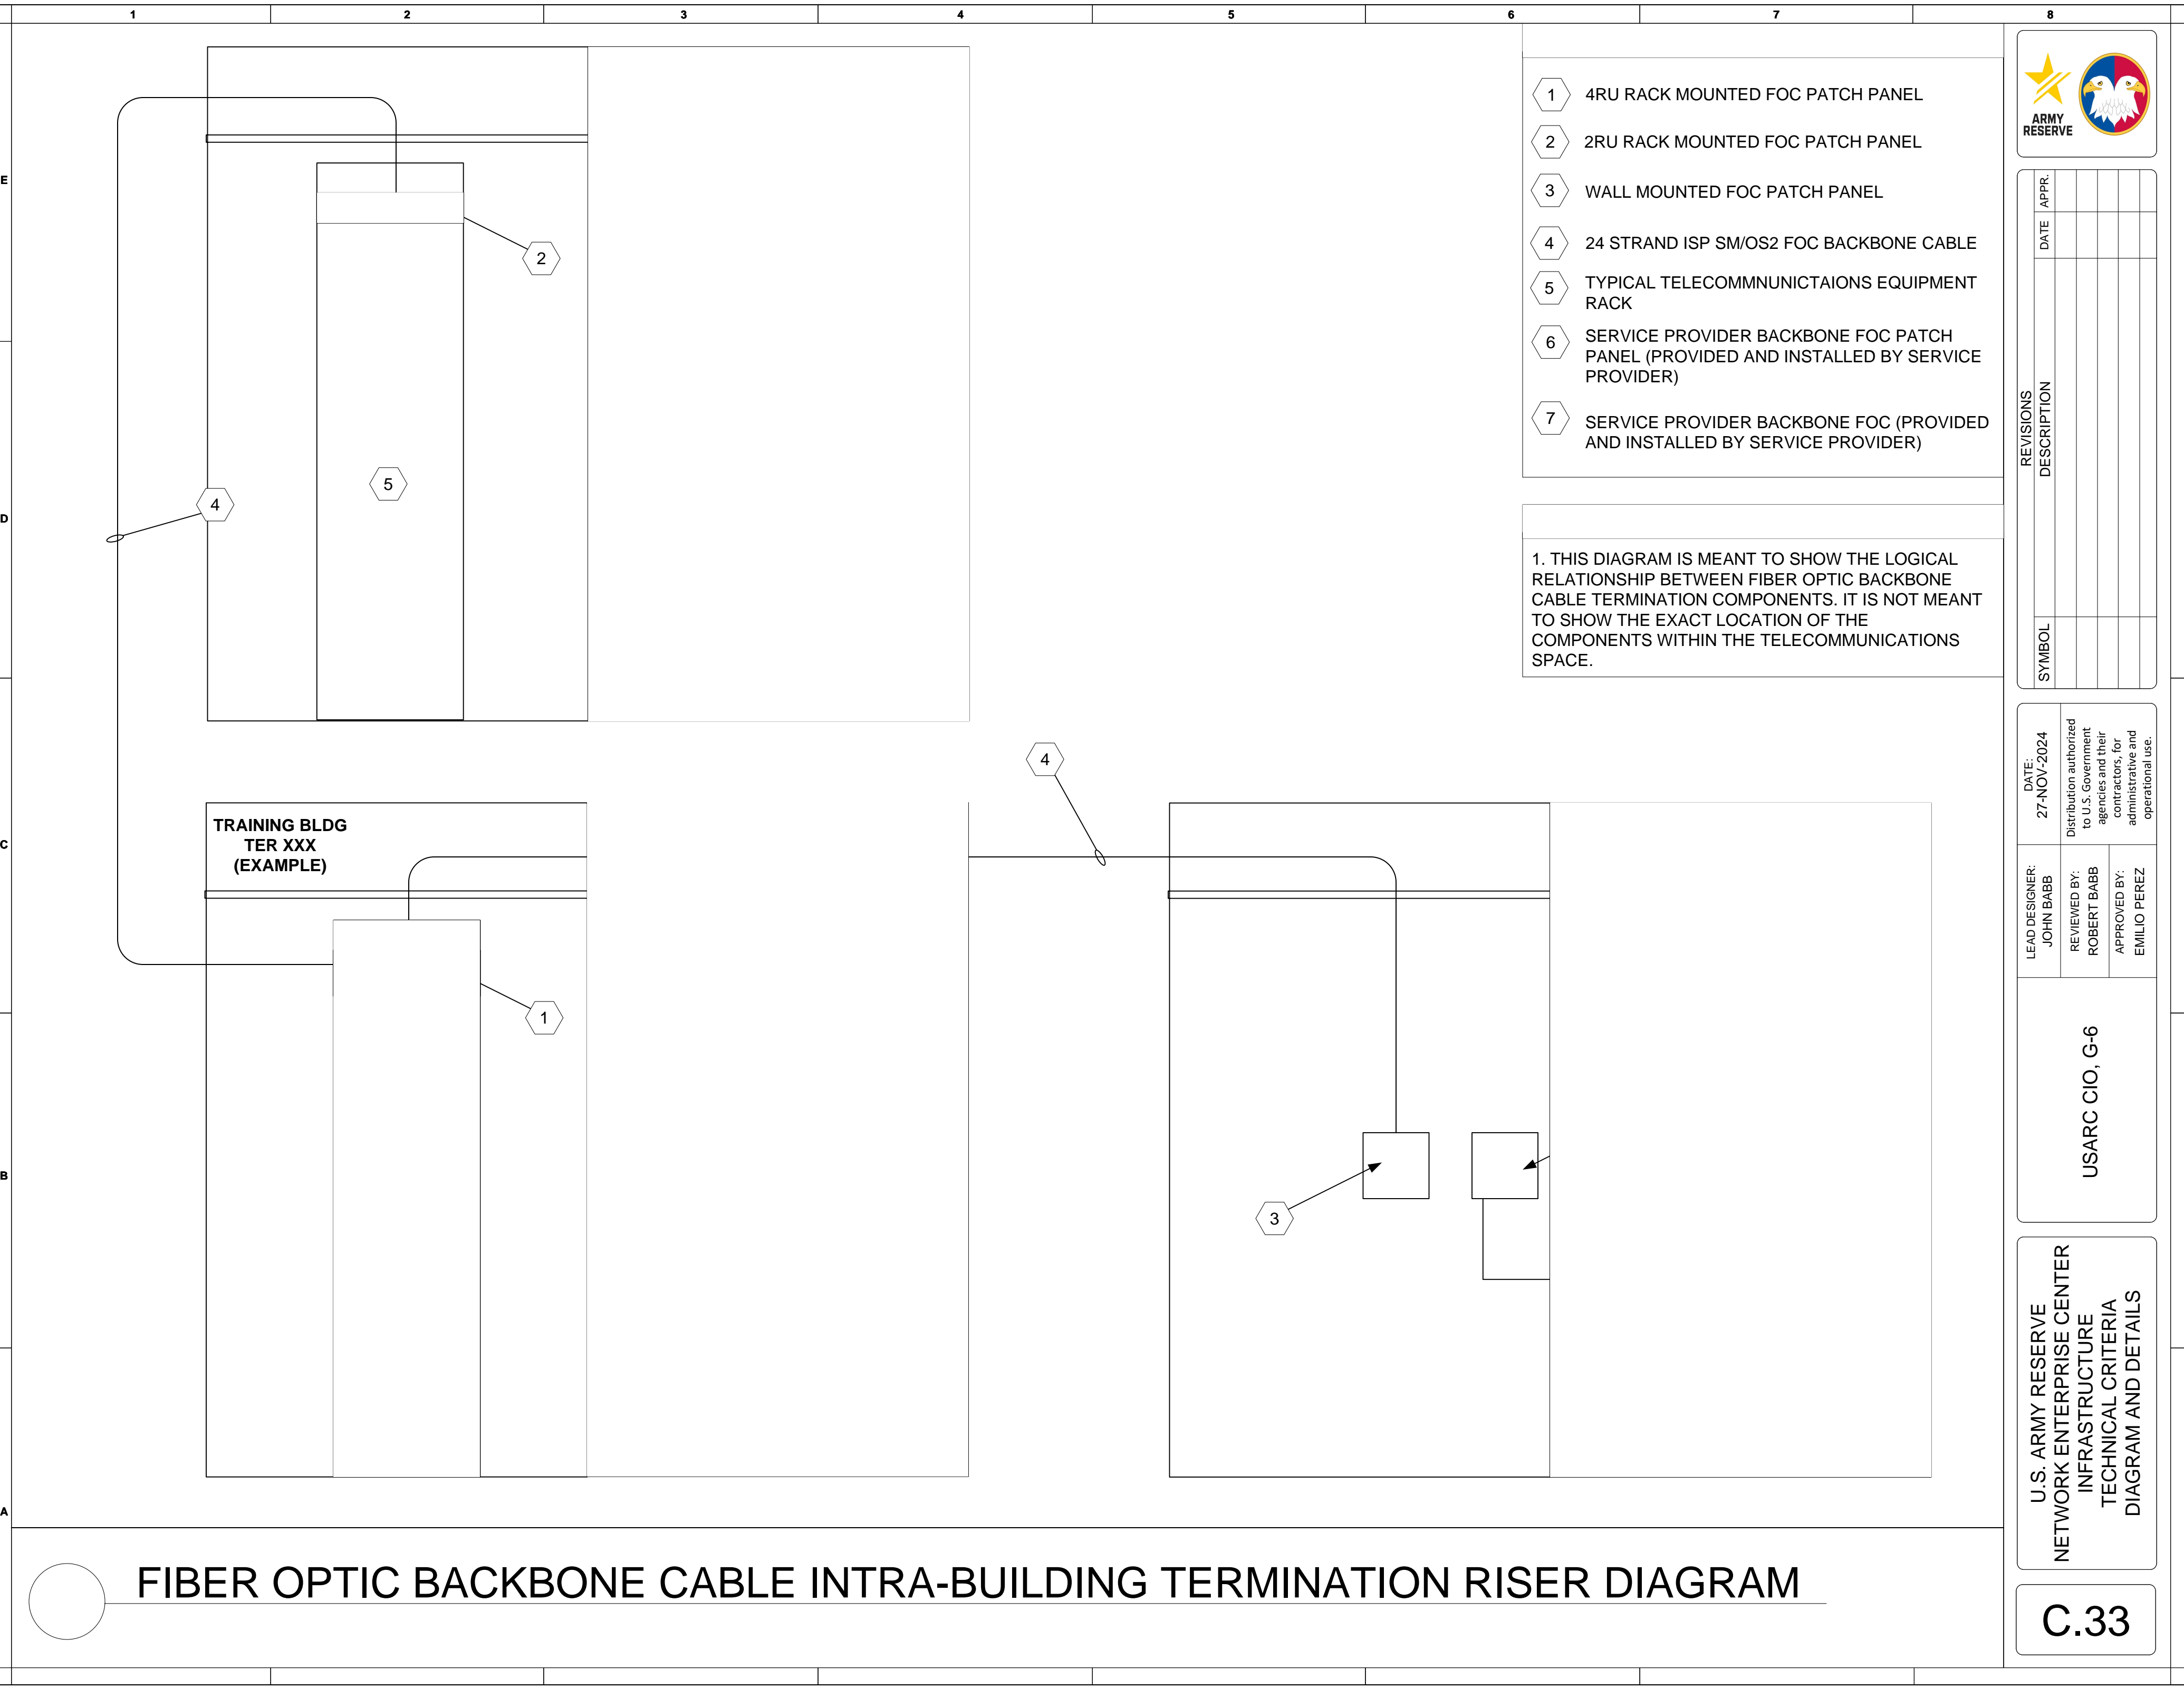 1 2 3 4 5 6 7 8
E
D
C
B
A
2
5
4
TRAINING BLDG
TER XXX
(EXAMPLE)
1
4
3
1 4RU RACK MOUNTED FOC PATCH PANEL
2 2RU RACK MOUNTED FOC PATCH PANEL
3 WALL MOUNTED FOC PATCH PANEL
4 24 STRAND ISP SM/OS2 FOC BACKBONE CABLE
5 TYPICAL TELECOMMNUNICTAIONS EQUIPMENT
RACK
6 SERVICE PROVIDER BACKBONE FOC PATCH
PANEL (PROVIDED AND INSTALLED BY SERVICE
PROVIDER)
7 SERVICE PROVIDER BACKBONE FOC (PROVIDED
AND INSTALLED BY SERVICE PROVIDER)
1. THIS DIAGRAM IS MEANT TO SHOW THE LOGICAL
RELATIONSHIP BETWEEN FIBER OPTIC BACKBONE
CABLE TERMINATION COMPONENTS. IT IS NOT MEANT
TO SHOW THE EXACT LOCATION OF THE
COMPONENTS WITHIN THE TELECOMMUNICATIONS
SPACE.
FIBER OPTIC BACKBONE CABLE INTRA-BUILDING TERMINATION RISER DIAGRAM
ARMY
RESERVE
REVISIONS
SYMBOL DESCRIPTION DATE APPR.
DATE:
27-NOV-2024
Distribution authorized
to U.S. Government
agencies and their
contractors, for
administrative and
operational use.
LEAD DESIGNER:
JOHN BABB
REVIEWED BY:
ROBERT BABB
APPROVED BY:
EMILIO PEREZ
USARC CIO, G-6
U.S. ARMY RESERVE
NETWORK ENTERPRISE CENTER
INFRASTRUCTURE
TECHNICAL CRITERIA
DIAGRAM AND DETAILS
C.33